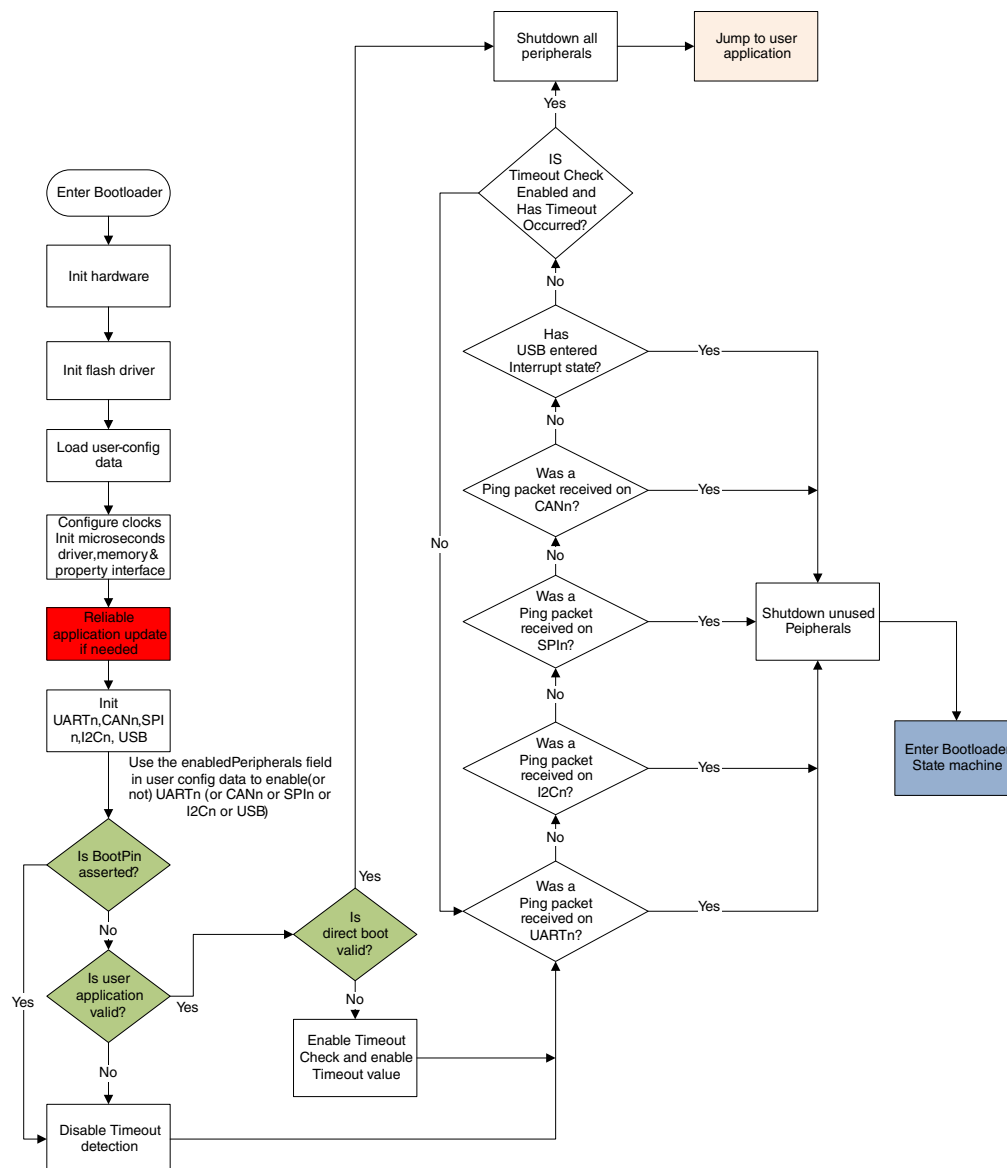 Enter Bootloader
Init hardware
Init flash driver
Load user-config
data
Configure clocks
Init microseconds
driver,memory&
property interface
Reliable
application update
if needed
Init
UARTn,CANn,SPI
n,I2Cn, USB
Use the enabledPeripherals field
in user config data to enable(or
not) UARTn (or CANn or SPIn or
I2Cn or USB)
Is BootPin
asserted?
No
Yes
Is user
application
valid?
Yes
No
Disable Timeout
detection
Is
direct boot
valid?
Yes
No
Enable Timeout
Check and enable
Timeout value
Shutdown all
peripherals
Jump to user
application
Yes
IS
Timeout Check
Enabled and
Has Timeout
Occurred?
No
No
Has
USB entered
Interrupt state?
Yes
No
Was a
Ping packet received on
CANn?
Yes
No
Was a
Ping packet
received on
SPIn?
Yes
No
Was a
Ping packet
received on
I2Cn?
Yes
No
Was a
Ping packet
received on
UARTn?
Yes
Shutdown unused
Peipherals
Enter Bootloader
State machine